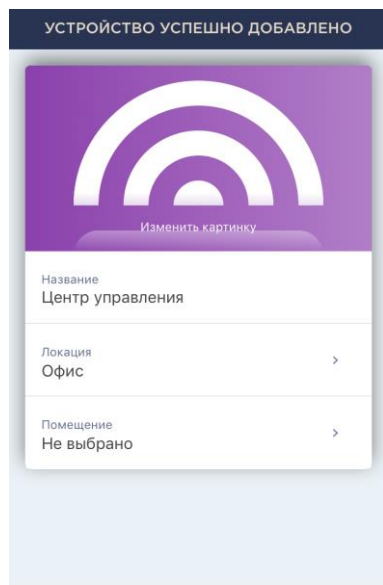 УСТРОЙСТВО УСПЕШНО ДОБАВЛЕНО
Изменить картинку
Название
Центр управления
Локация
Офис
Помещение
Не выбрано